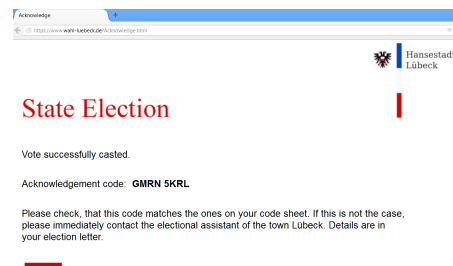 Acknowledge
https://www.wahl-luebeck.de/Acknowledge.html
Hansestadt
Lübeck
State Election
Vote successfully casted.
Acknowledgement code: GMRN 5KRL
Please check, that this code matches the ones on your code sheet. If this is not the case,
please immediately contact the electional assistant of the town Lübeck. Details are in
your election letter.